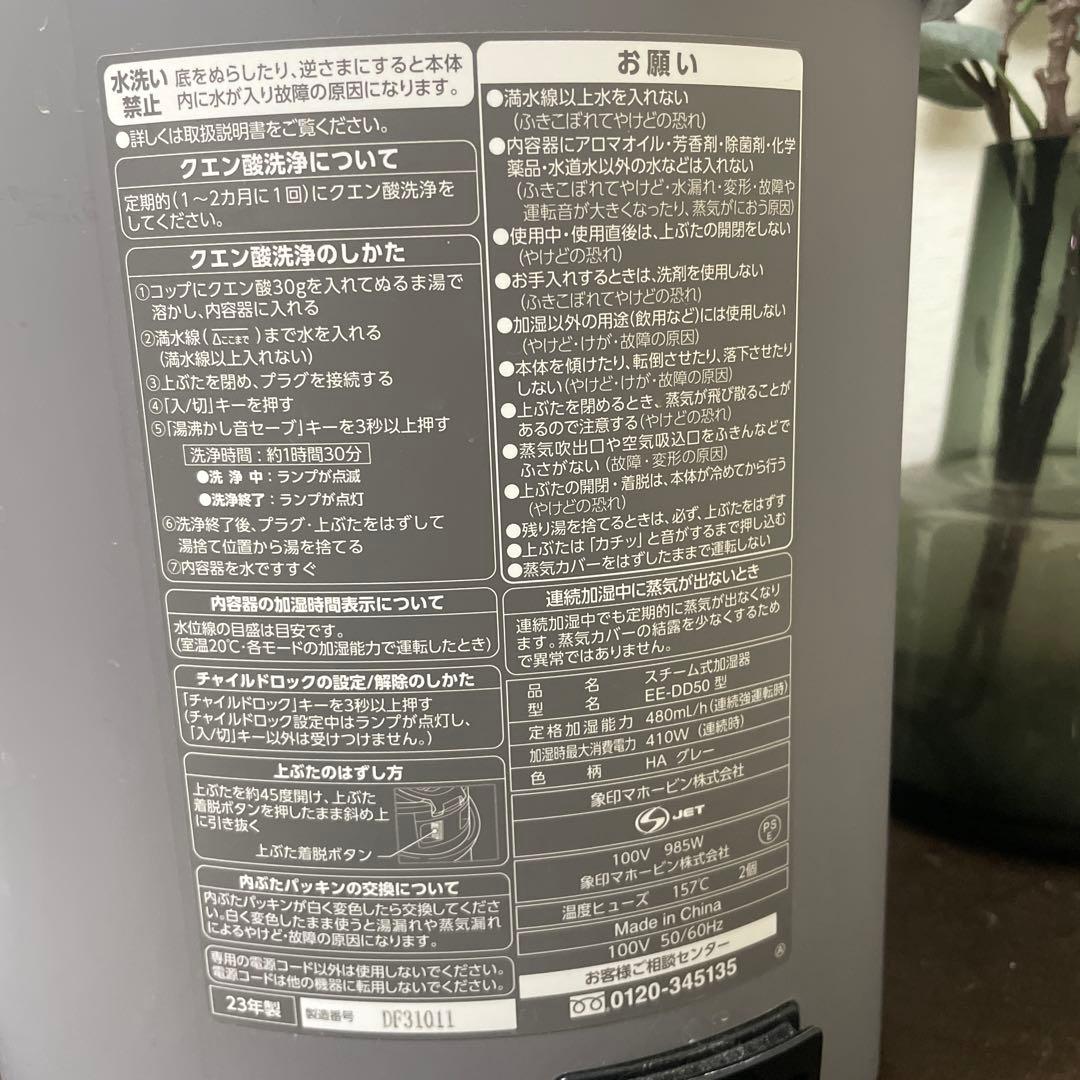 水洗い
禁止
底をぬらしたり、逆さまにすると本体
内に水が入り故障の原因になります。
●詳しくは取扱説明書をご覧ください。
クエン酸洗浄について
定期的(1〜2カ月に1回)にクエン酸洗浄を
してください。
クエン酸洗浄のしかた
①コップにクエン酸30gを入れてぬるま湯で
溶かし、内容器に入れる
②満水線(△ここまで)まで水を入れる
(満水線以上入れない)
③上ぶたを閉め、プラグを接続する
④「入/切」キーを押す
⑤「湯沸かし音セーブ」キーを3秒以上押す
洗浄時間:約1時間30分
●洗 浄 中:ランプが点滅
●洗浄終了:ランプが点灯
⑥洗浄終了後、プラグ・上ぶたをはずして
湯捨て位置から湯を捨てる
⑦内容器を水ですすぐ
内容器の加湿時間表示について
水位線の目盛は目安です。
(室温20℃・各モードの加湿能力で運転したとき)
チャイルドロックの設定/解除のしかた
「チャイルドロック」キーを3秒以上押す
(チャイルドロック設定中はランプが点灯し、
「入/切」キー以外は受けつけません。)
上ぶたのはずし方
上ぶたを約45度開け、上ぶた
着脱ボタンを押したまま斜め上
に引き抜く
上ぶた着脱ボタン
内ぶたパッキンの交換について
内ぶたパッキンが白く変色したら交換してくださ
い。白く変色したまま使うと湯漏れや蒸気漏れ
によるやけど・故障の原因になります。
専用の電源コード以外は使用しないでください。
電源コードは他の機器に転用しないでください。
23年製
製造番号 DF31011
お願い
●満水線以上水を入れない
(ふきこぼれてやけどの恐れ)
●内容器にアロマオイル・芳香剤・除菌剤・化学
薬品・水道水以外の水などは入れない
(ふきこぼれてやけど・水漏れ・変形・故障や
運転音が大きくなったり、蒸気がにおう原因)
●使用中・使用直後は、上ぶたの開閉をしない
(やけどの恐れ)
●お手入れするときは、洗剤を使用しない
(ふきこぼれてやけどの恐れ)
●加湿以外の用途(飲用など)には使用しない
(やけど・けが・故障の原因)
●本体を傾けたり、転倒させたり、落下させたり
しない(やけど・けが・故障の原因)
●上ぶたを閉めるとき、蒸気が飛び散ることが
あるので注意する(やけどの恐れ)
●蒸気吹出口や空気吸込口をふきんなどで
ふさがない(故障・変形の原因)
●上ぶたの開閉・着脱は、本体が冷めてから行う
(やけどの恐れ)
●残り湯を捨てるときは、必ず、上ぶたをはずす
●上ぶたは「カチッ」と音がするまで押し込む
●蒸気カバーをはずしたままで運転しない
連続加湿中に蒸気が出ないとき
連続加湿中でも定期的に蒸気が出なくなり
ます。蒸気カバーの結露を少なくするため
で異常ではありません。
品 名 スチーム式加湿器
型 名 EE-DD50 型
定格加湿能力 480mL/h(連続強運転時)
加湿時最大消費電力 410W (連続時)
色 柄 HA グレー
象印マホービン株式会社
S JET
100V 985W
PS
E
象印マホービン株式会社
温度ヒューズ 157℃ 2個
Made in China
100V 50/60Hz
お客様ご相談センター
0120-345135
Ⓐ